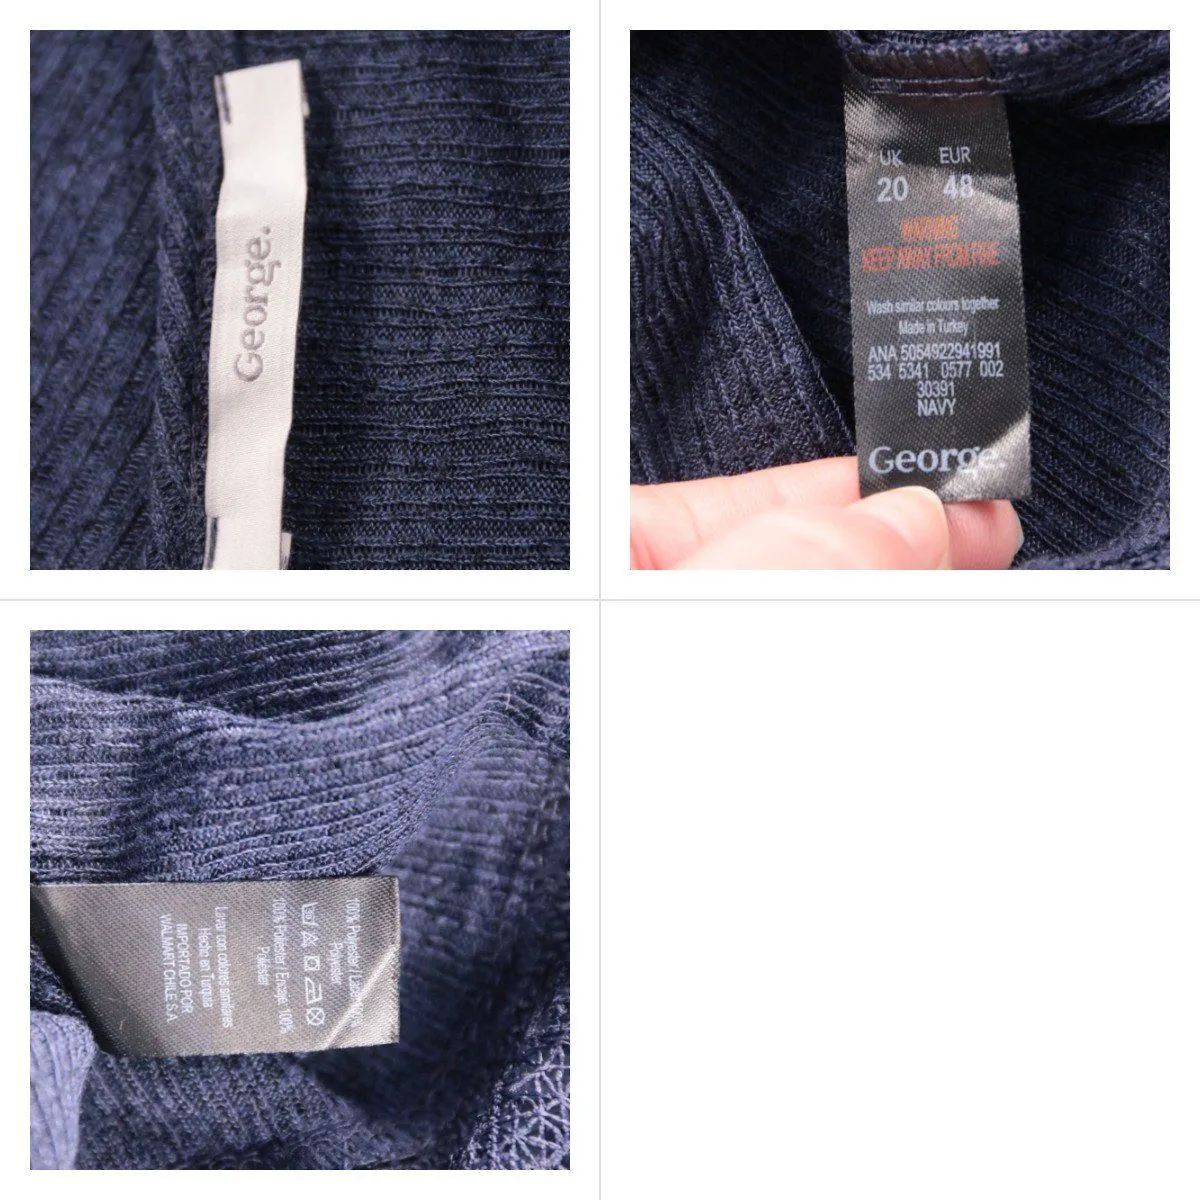 George.
UK EUR
20 48
WARNING
KEEP AWAY FROM FIRE
Wash similar colours together
Made in Turkey
ANA 5054922941991
534 5341 0577 002
30391
NAVY
George.
100% Polyester/
Polyester
100% Poliester/ Encaje: 100%
Poliéster
Lavar con colores similares
Hecho en Turquía
IMPORTADO POR
WALMART CHILE S.A